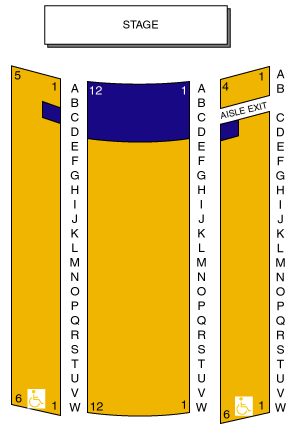 STAGE
5 1 12 1 4 1
A A A
B B B
AISLE EXIT
C C C
D D D
E E E
F F F
G G G
H H H
I I I
J J J
K K K
L L L
M M M
N N N
O O O
P P P
Q Q Q
R R R
S S S
T T T
U U U
V V V
W W W
6 1 12 1 6 1